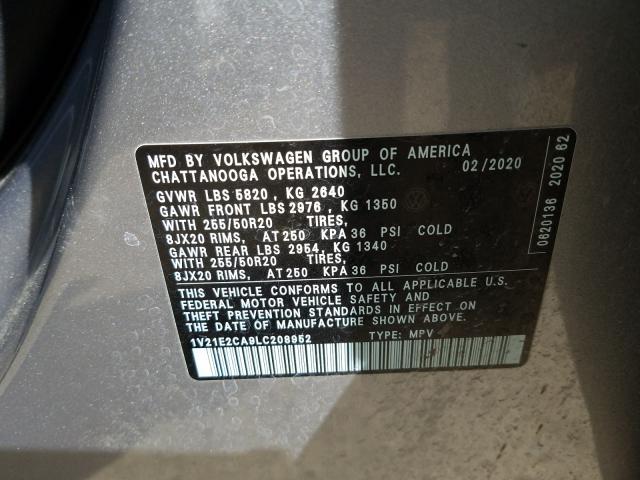 MFD BY VOLKSWAGEN GROUP OF AMERICA
CHATTANOOGA OPERATIONS, LLC. 02/2020
GVWR LBS 5820 , KG 2640
GAWR FRONT LBS 2976 , KG 1350
WITH 255/50R20 TIRES,
8JX20 RIMS, AT 250 KPA 36 PSI COLD
GAWR REAR LBS 2954, KG 1340
WITH 255/50R20 TIRES,
8JX20 RIMS, AT 250 KPA 36 PSI COLD
THIS VEHICLE CONFORMS TO ALL APPLICABLE U.S.
FEDERAL MOTOR VEHICLE SAFETY AND
THEFT PREVENTION STANDARDS IN EFFECT ON
THE DATE OF MANUFACTURE SHOWN ABOVE.
1V21E2CA9LC208952 TYPE: MPV
0620136 2020 62